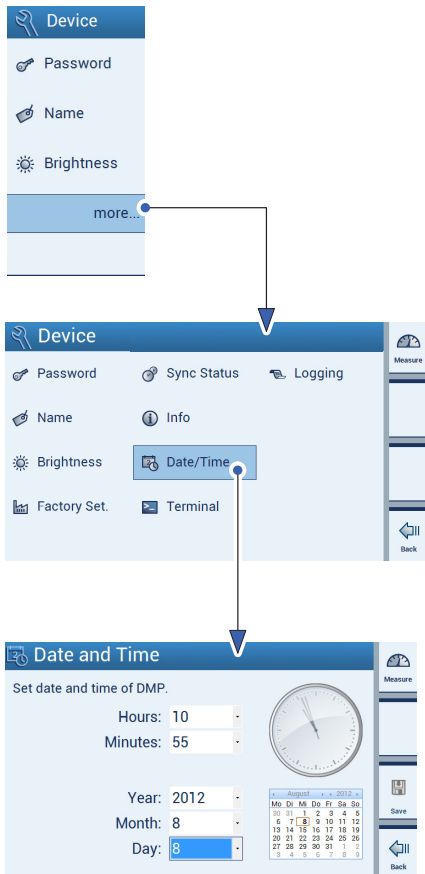 Device
Password
Name
Brightness
more...
Device
Password
Sync Status
Logging
Measure
Name
Info
Brightness
Date/Time
Factory Set.
Terminal
Back
Date and Time
Measure
Set date and time of DMP.
Hours: 10
Minutes: 55
Year: 2012
Month: 8
Day: 8
August 2012
Mo Di Mi Do Fr Sa So
30 31 1 2 3 4 5
6 7 8 9 10 11 12
13 14 15 16 17 18 19
20 21 22 23 24 25 26
27 28 29 30 31 1 2
3 4 5 6 7 8 9
Save
Back